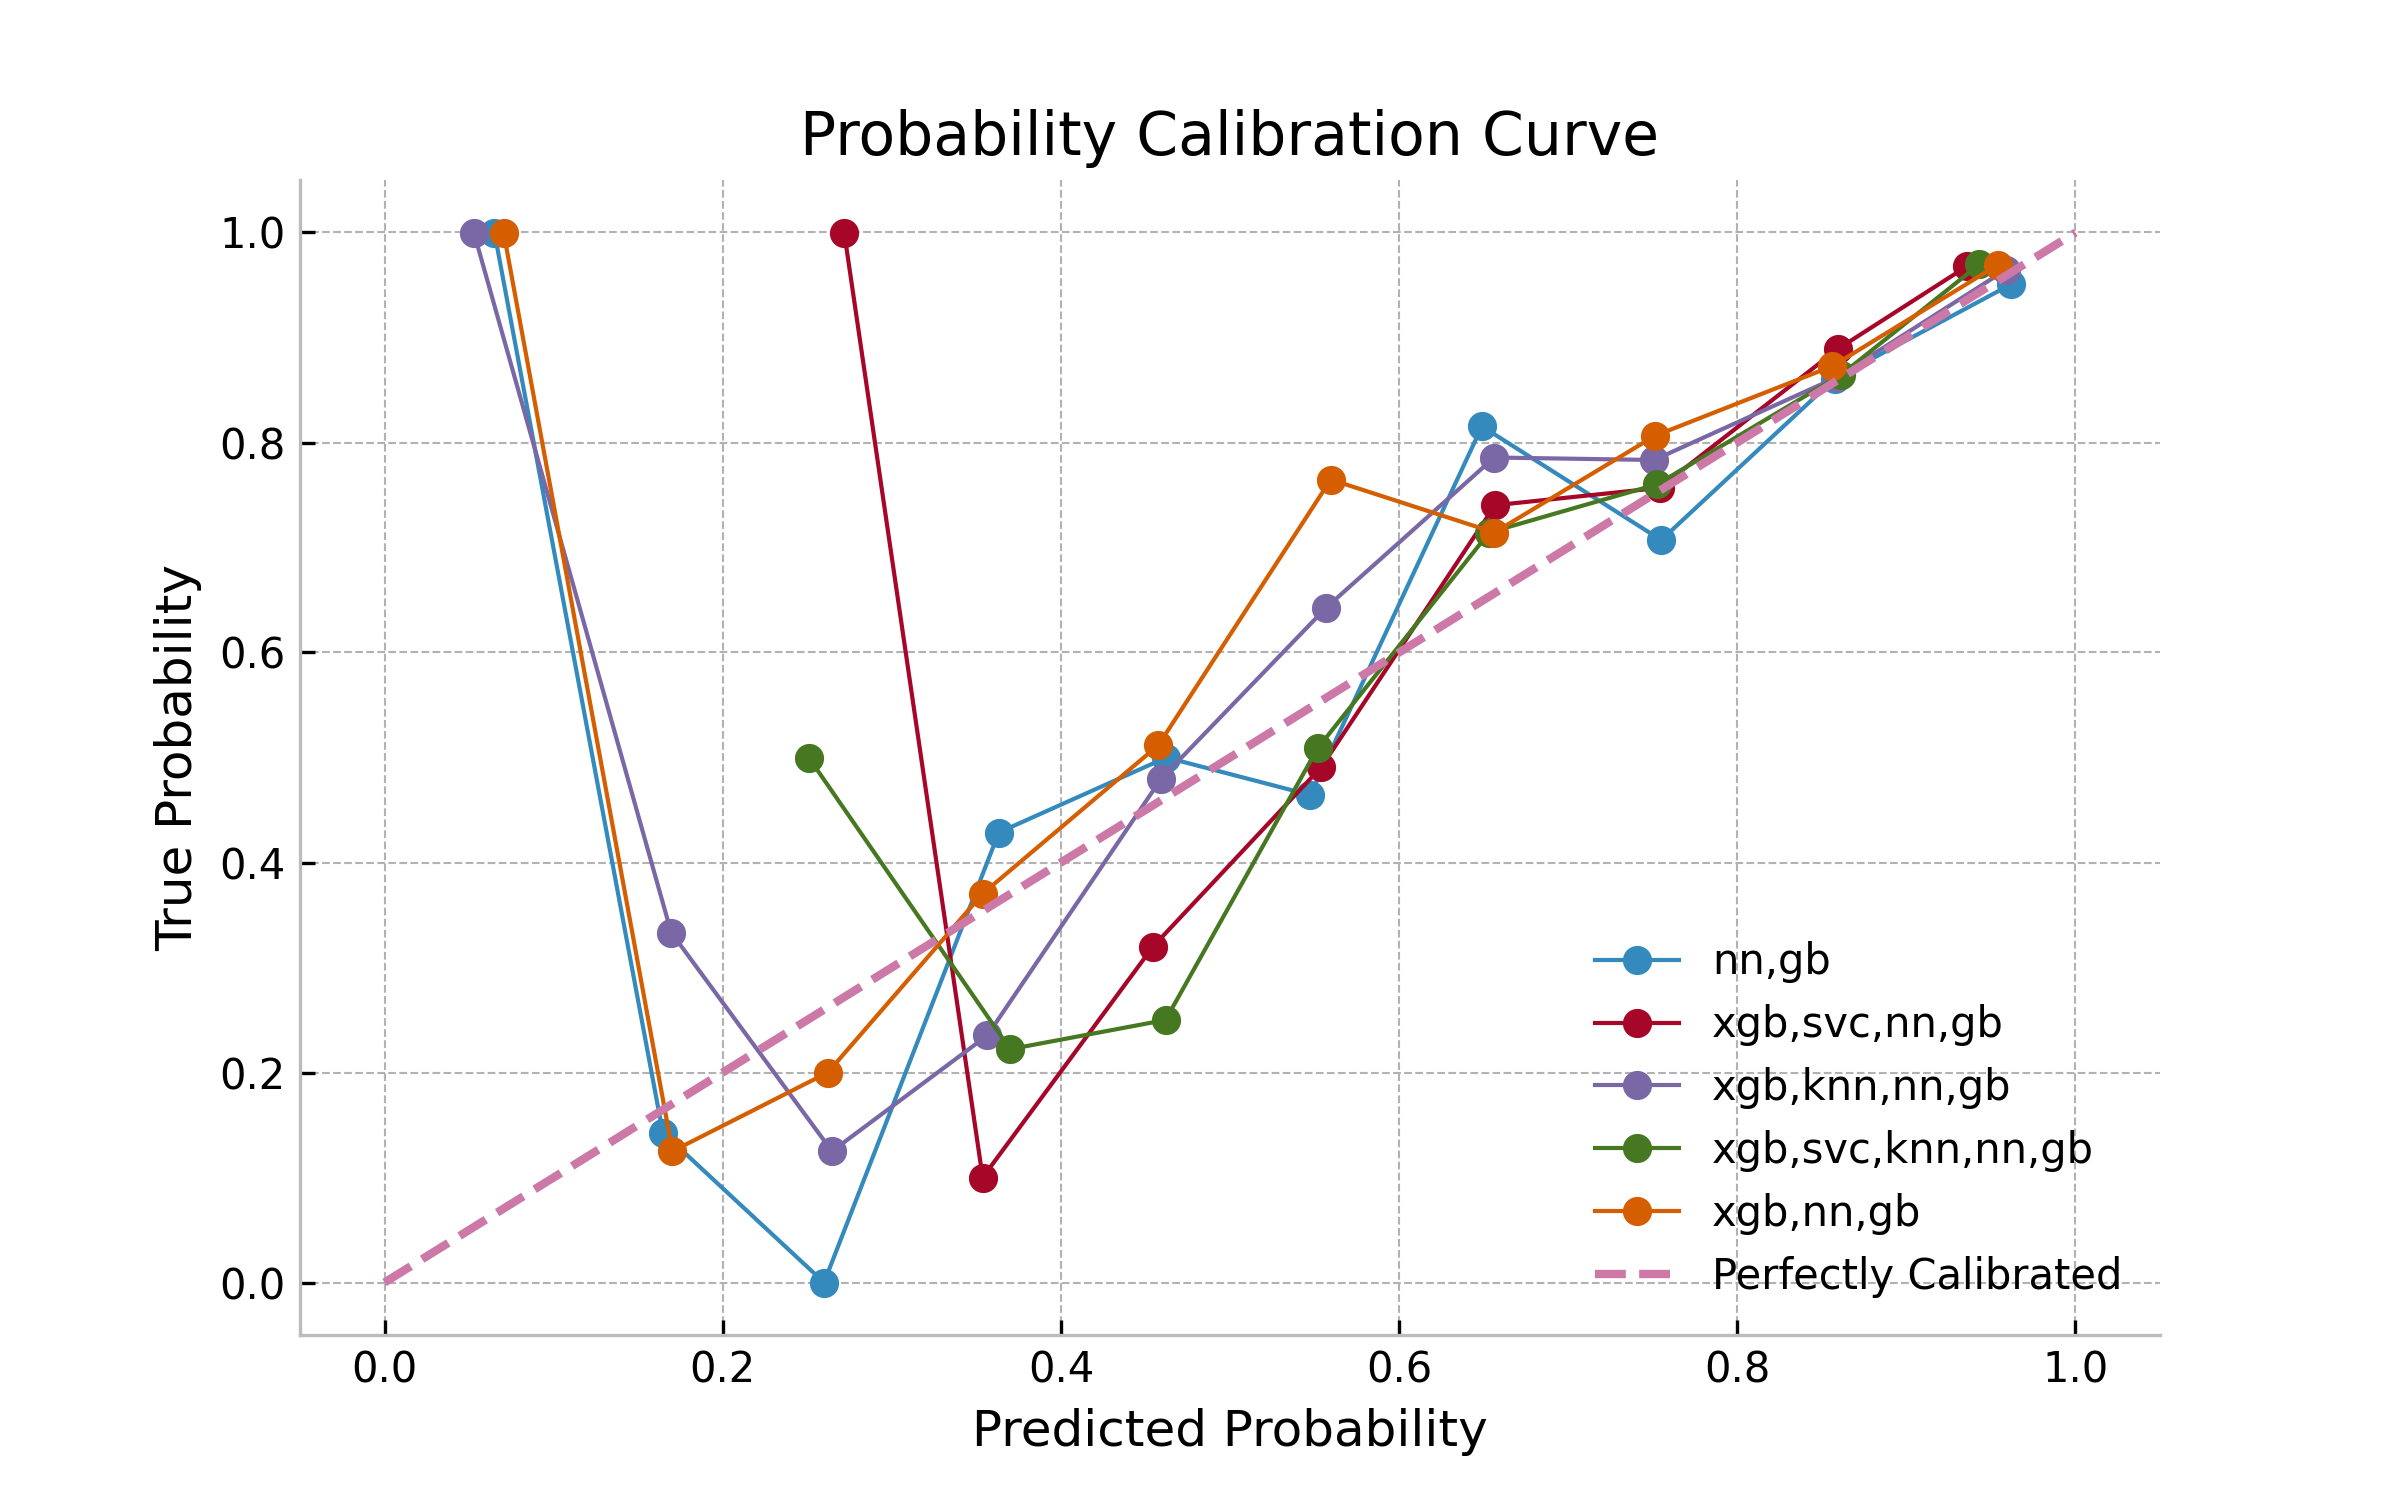 Probability Calibration Curve
1.0
0.8
0.6
0.4
0.2
0.0
True Probability
0.0 0.2 0.4 0.6 0.8 1.0
Predicted Probability
nn,gb
xgb,svc,nn,gb
xgb,knn,nn,gb
xgb,svc,knn,nn,gb
xgb,nn,gb
Perfectly Calibrated